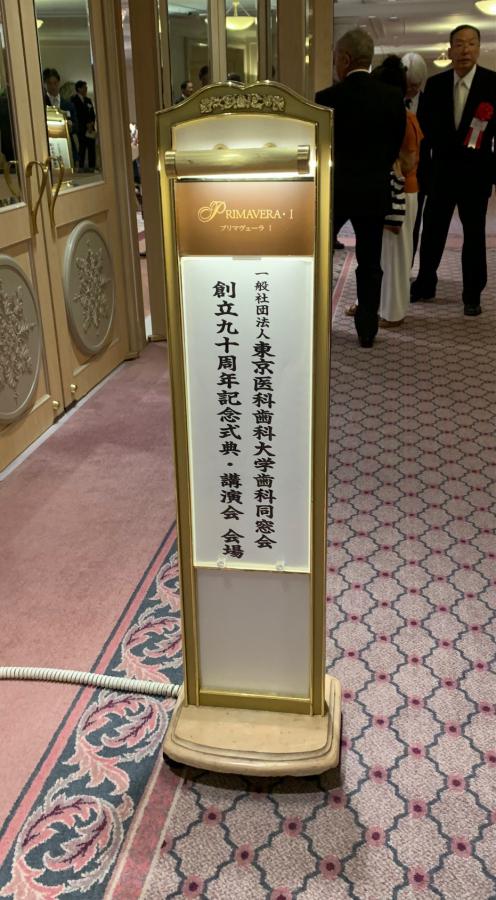 PRIMAVERA・I
プリマヴェーラ I
一般社団法人 東京医科歯科大学歯科同窓会
創立九十周年記念式典・講演会 会場